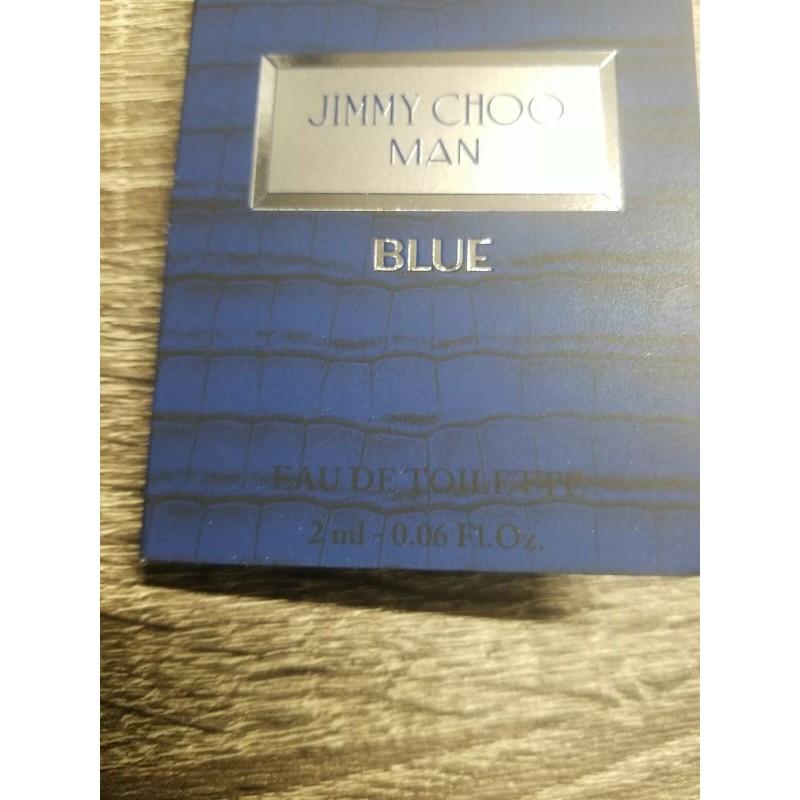 JIMMY CHOO
MAN
BLUE
EAU DE TOILETTE
2 ml - 0.06 Fl.Oz.